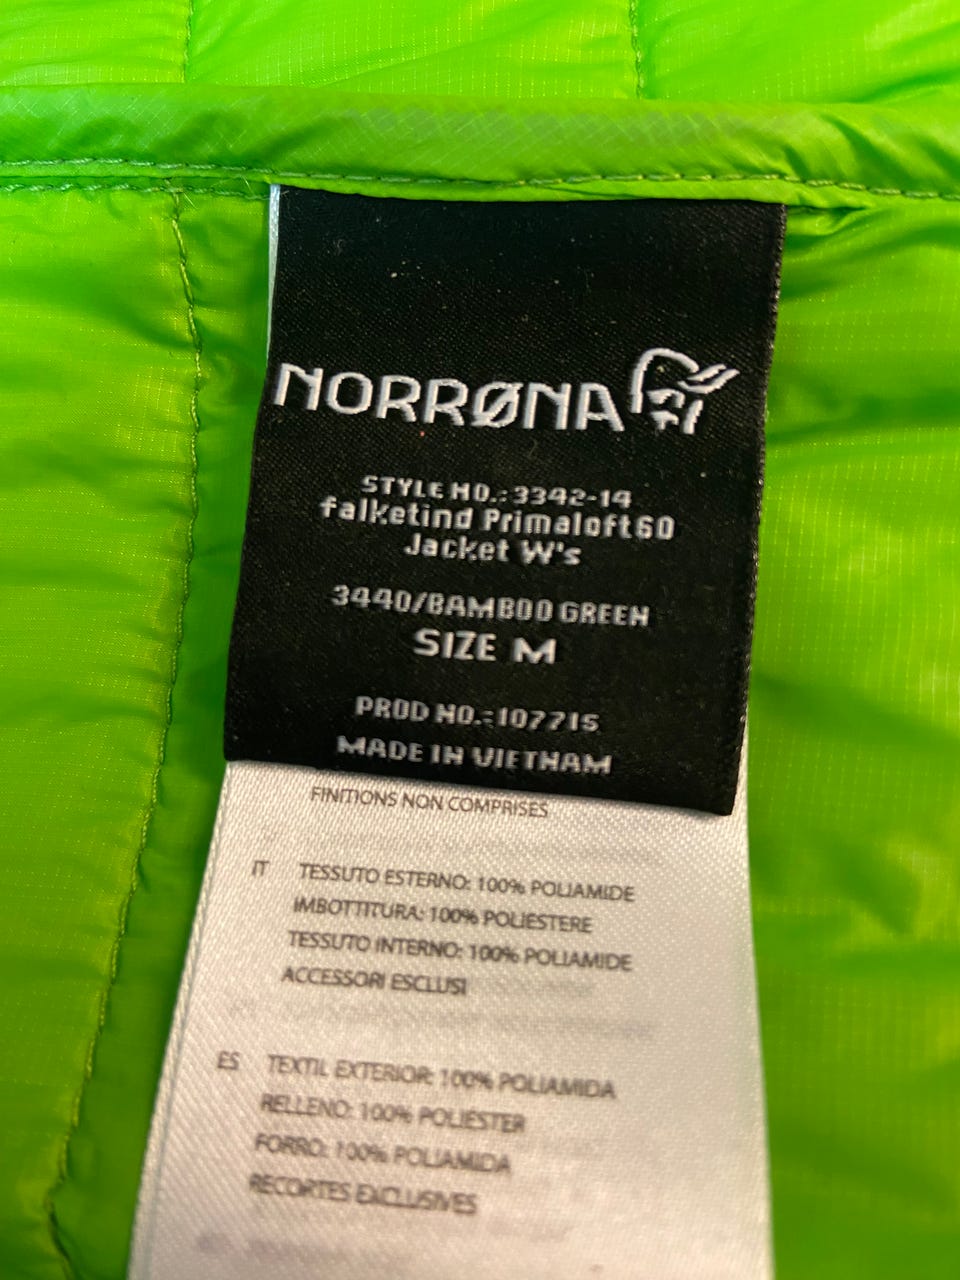 NORRØNA
STYLE NO.: 3342-14
falketind Primaloft60
Jacket W's
3440/BAMBOO GREEN
SIZE M
PROD NO.: 107715
MADE IN VIETNAM
FINITIONS NON COMPRISES
IT TESSUTO ESTERNO: 100% POLIAMIDE
IMBOTTITURA: 100% POLIESTERE
TESSUTO INTERNO: 100% POLIAMIDE
ACCESSORI ESCLUSI
ES TEXTIL EXTERIOR: 100% POLIAMIDA
RELLENO: 100% POLIÉSTER
FORRO: 100% POLIAMIDA
RECORTES EXCLUSIVES